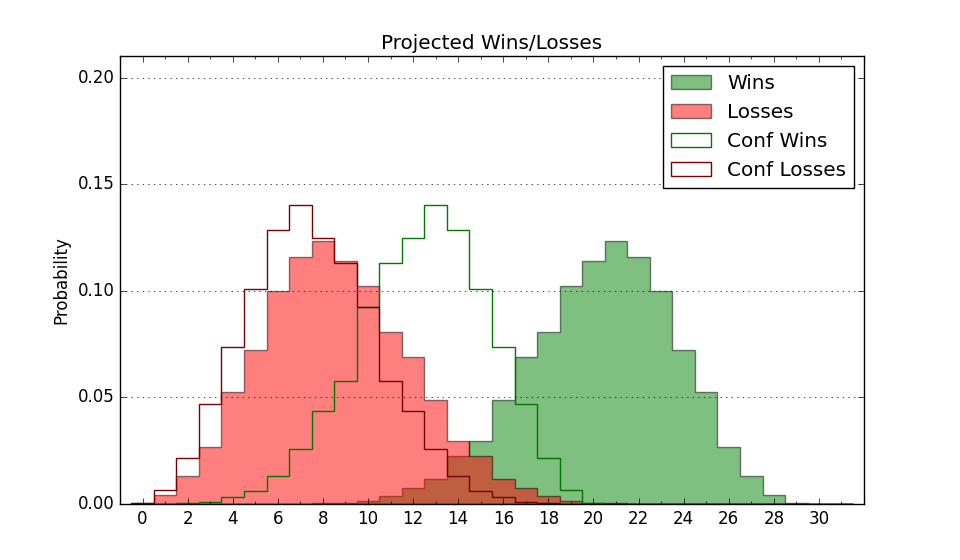 Projected Wins/Losses
Wins
Losses
Conf Wins
Conf Losses
Probability
0.20
0.15
0.10
0.05
0.00
0 2 4 6 8 10 12 14 16 18 20 22 24 26 28 30